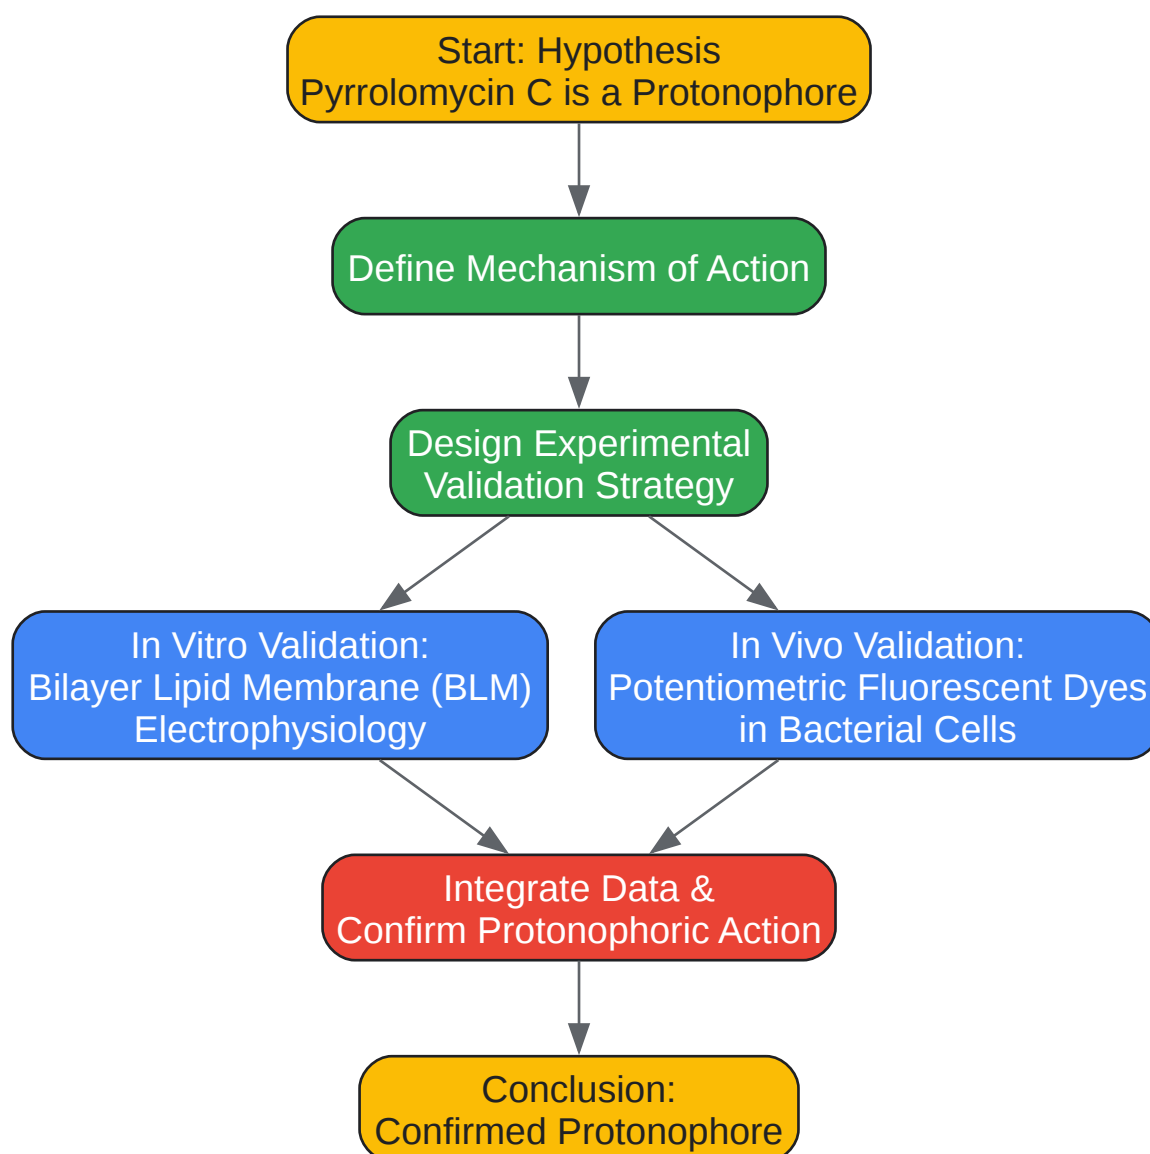 Start: Hypothesis
Pyrrolomycin C is a Protonophore
Define Mechanism of Action
Design Experimental
Validation Strategy
In Vitro Validation:
Bilayer Lipid Membrane (BLM)
Electrophysiology
In Vivo Validation:
Potentiometric Fluorescent Dyes
in Bacterial Cells
Integrate Data &
Confirm Protonophoric Action
Conclusion:
Confirmed Protonophore